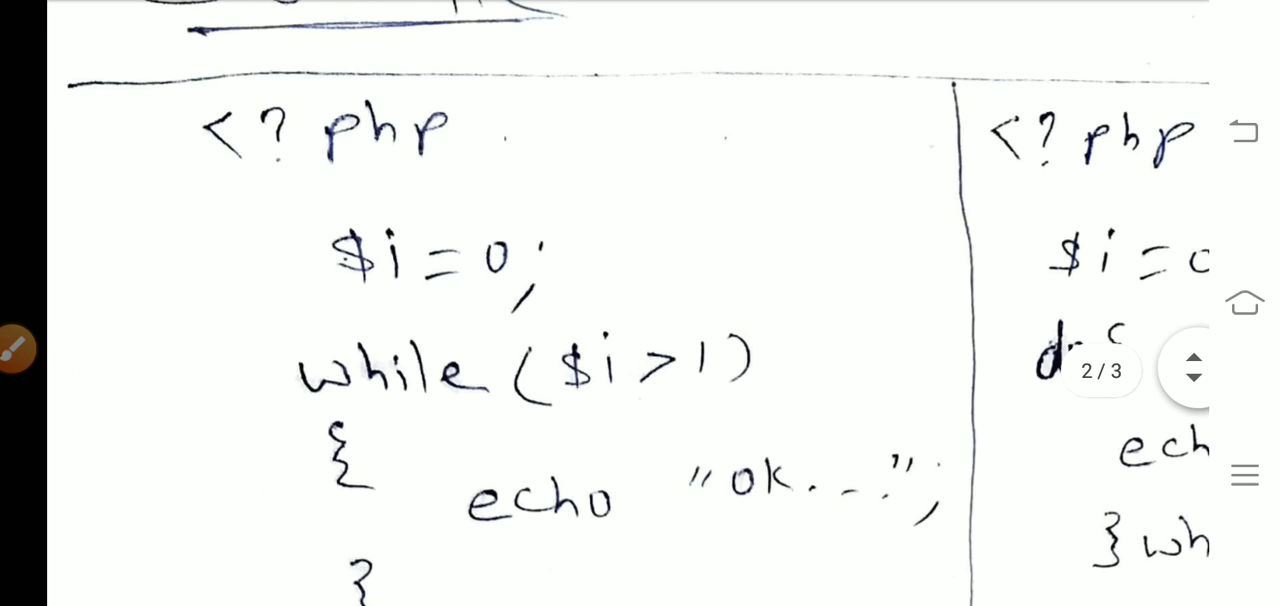 <? php
$i = 0;
while ($i > 1)
{
echo "ok...";
}
<? php
$i =
ech
} wh
2 / 3